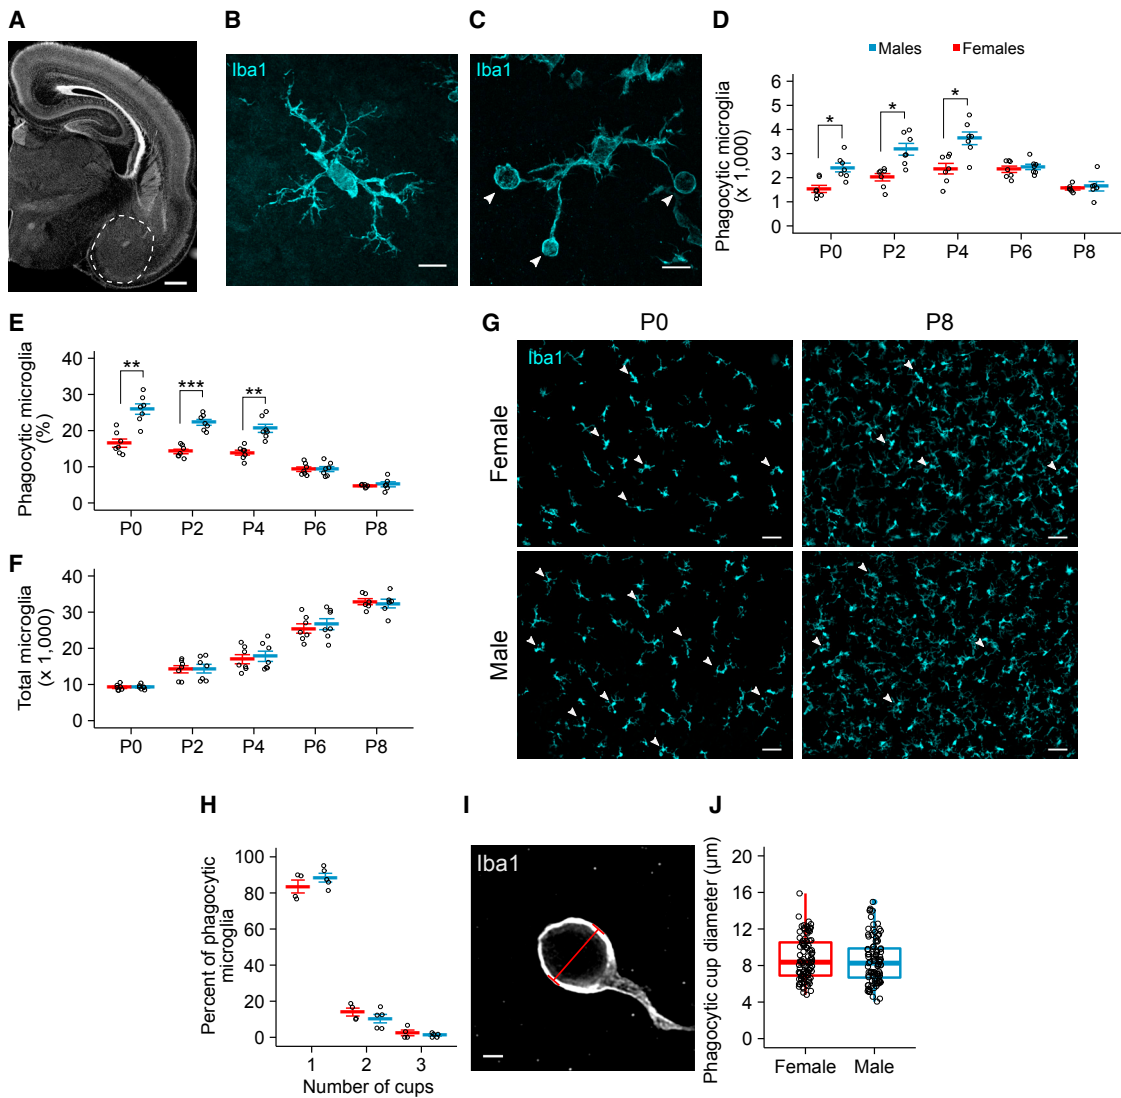 A
B
Iba1
C
Iba1
D
Males
Females
Phagocytic microglia
(x 1,000)
6
5
4
3
2
1
0
*
*
*
P0
P2
P4
P6
P8
E
Phagocytic microglia
(%)
40
30
20
10
0
**
***
**
P0
P2
P4
P6
P8
F
Total microglia
(x 1,000)
40
30
20
10
0
P0
P2
P4
P6
P8
G
P0
P8
Female
Male
Iba1
H
Percent of phagocytic
microglia
100
80
60
40
20
0
1
2
3
Number of cups
I
Iba1
J
Phagocytic cup diameter (μm)
20
16
12
8
4
0
Female
Male